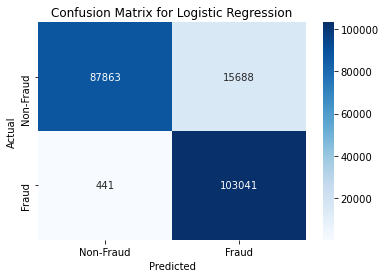 Confusion Matrix for Logistic Regression
Actual
Non-Fraud
87863
15688
Fraud
441
103041
Non-Fraud
Fraud
Predicted
100000
80000
60000
40000
20000